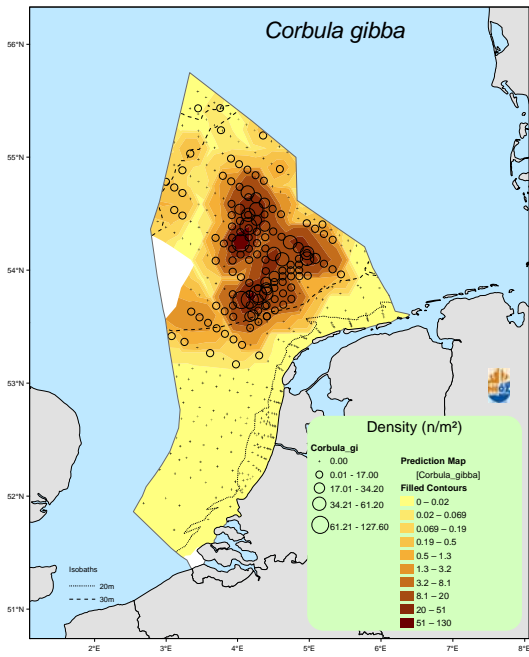 Corbula gibba
56°N
55°N
54°N
53°N
52°N
51°N
Density (n/m²)
Corbula_gi
0.00
0.01 - 17.00
17.01 - 34.20
34.21 - 61.20
61.21 - 127.60
Prediction Map
[Corbula_gibba]
Filled Contours
0 – 0.02
0.02 – 0.069
0.069 – 0.19
0.19 – 0.5
0.5 – 1.3
1.3 – 3.2
3.2 – 8.1
8.1 – 20
20 – 51
51 – 130
Isobaths
20m
30m
2°E
3°E
4°E
5°E
6°E
7°E
8°E